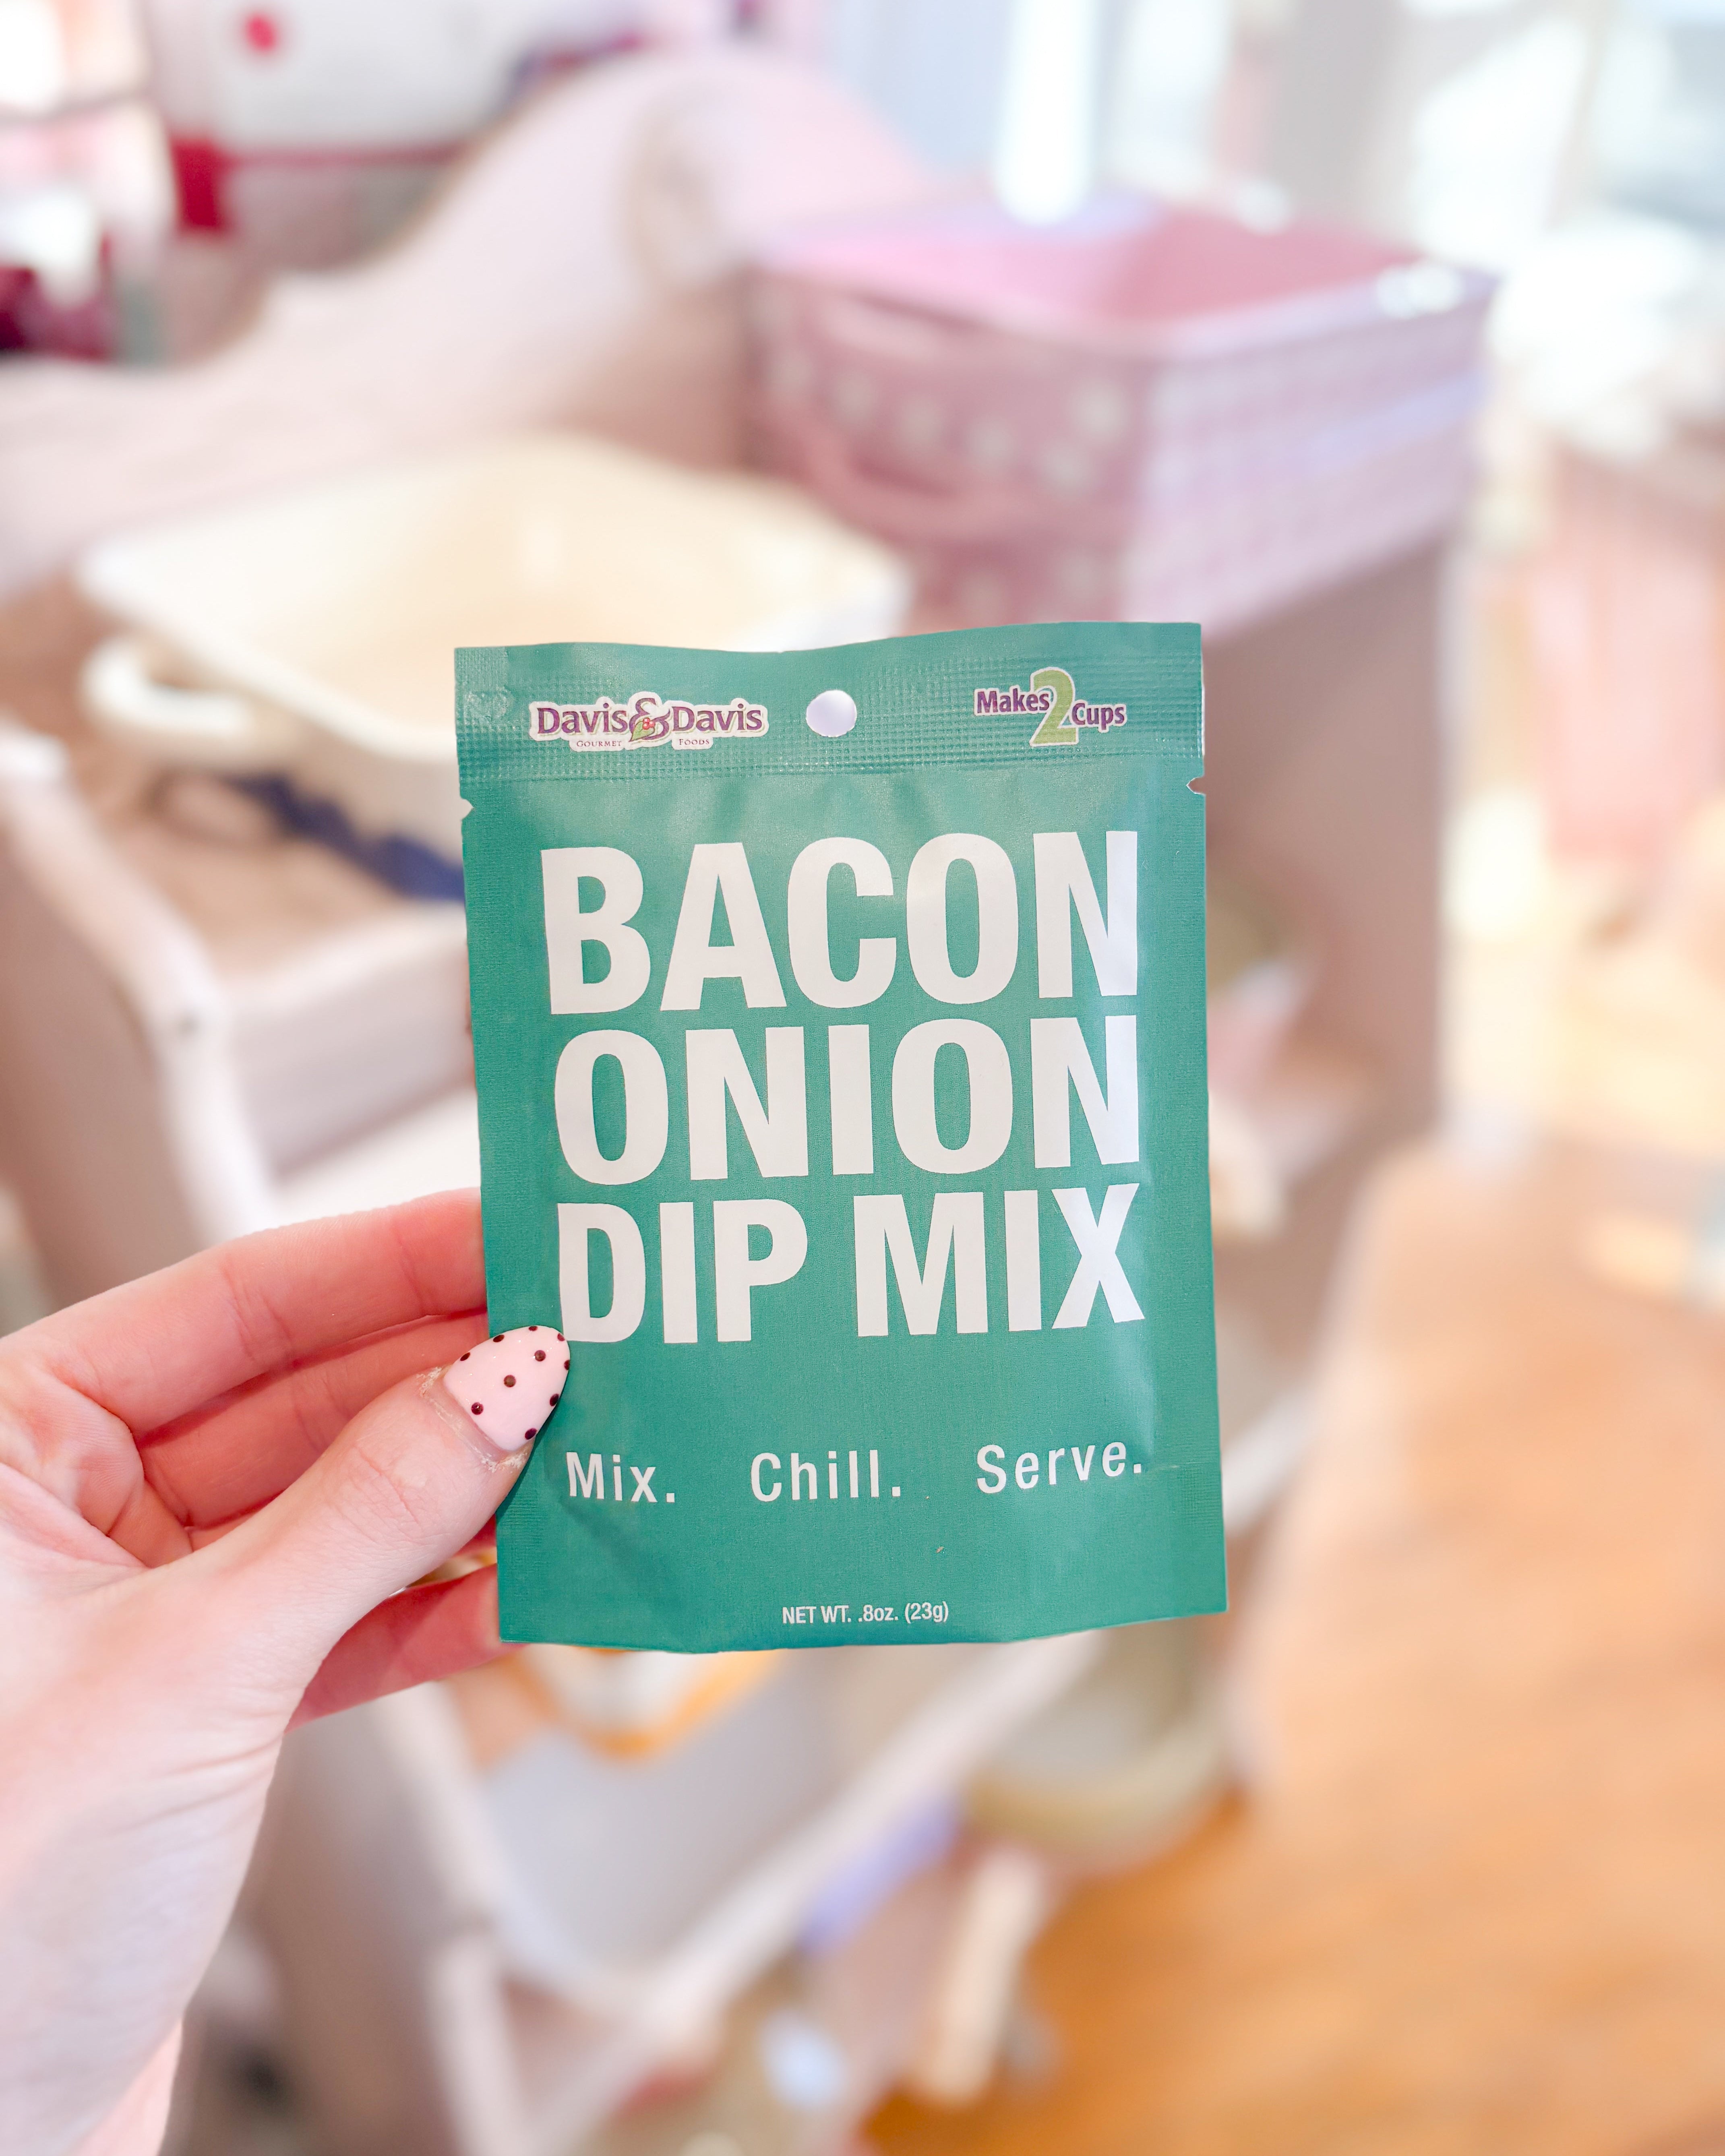 Davis & Davis
GOURMET FOODS
Makes 2 Cups
BACON
ONION
DIP MIX
Mix. Chill. Serve.
NET WT. .8oz. (23g)